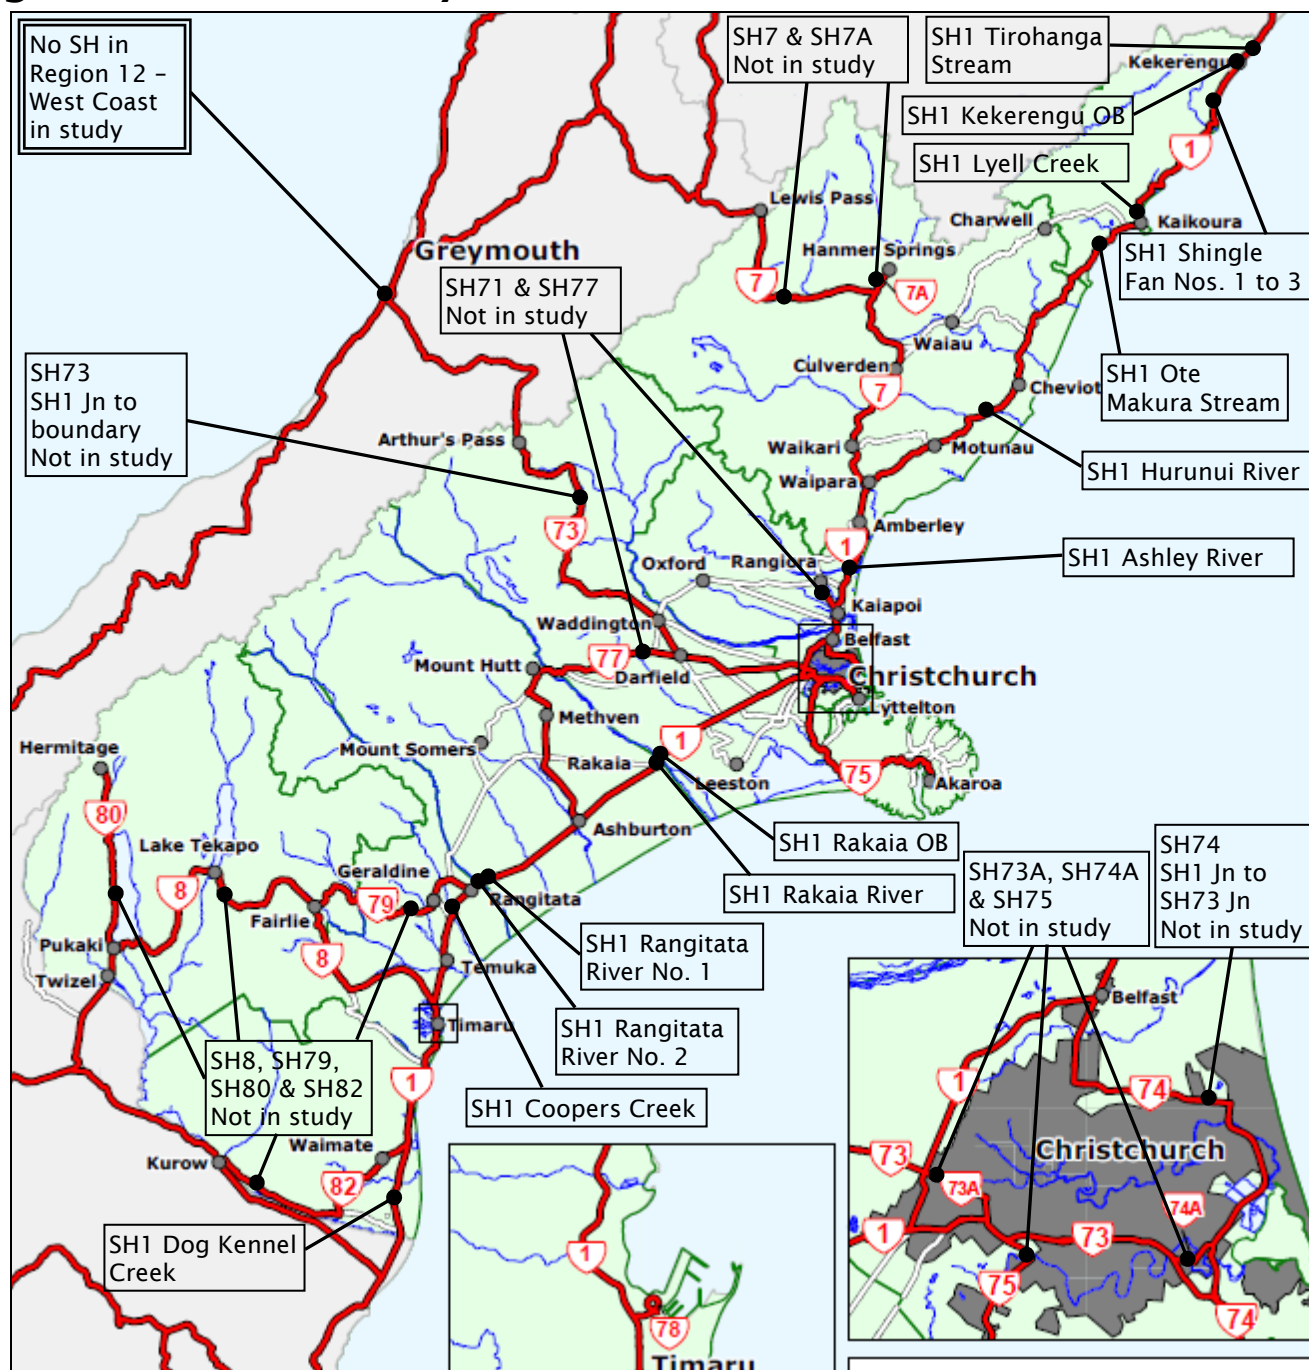 No SH in
Region 12 –
West Coast
in study
SH7 & SH7A
Not in study
SH1 Tirohanga
Stream
Kekerengu
SH1 Kekerengu OB
1
SH1 Lyell Creek
Lewis Pass
Charwell
Kaikoura
Greymouth
Hanmer Springs
SH1 Shingle
Fan Nos. 1 to 3
SH71 & SH77
Not in study
7
7A
Waiau
SH73
SH1 Jn to
boundary
Not in study
Culverden
7
Cheviot
SH1 Ote
Makura Stream
Arthur's Pass
Waikari
Motunau
SH1 Hurunui River
Waipara
73
Amberley
1
Oxford
Rangiora
SH1 Ashley River
Kaiapoi
Waddington
Belfast
77
Mount Hutt
Darfield
Christchurch
yttelton
Methven
1
Hermitage
Mount Somers
Rakaia
Leeston
75
Akaroa
80
Ashburton
SH1 Rakaia OB
Lake Tekapo
SH74
SH1 Jn to
SH73 Jn
Not in study
Geraldine
SH73A, SH74A
& SH75
Not in study
8
79
Rangitata
SH1 Rakaia River
Fairlie
Pukaki
8
SH1 Rangitata
River No. 1
Twizel
Temuka
Timaru
SH1 Rangitata
River No. 2
SH8, SH79,
SH80 & SH82
Not in study
1
SH1 Coopers Creek
Waimate
Kurow
82
SH1 Dog Kennel
Creek
1
78
Timaru
Belfast
1
74
73
Christchurch
73A
74A
1
73
75
74